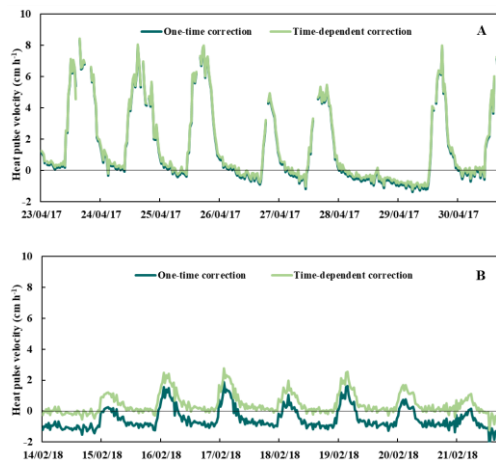 10
One-time correction
Time-dependent correction
A
8
6
4
2
0
-2
Heat pulse velocity (cm h-1)
23/04/17 24/04/17 25/04/17 26/04/17 27/04/17 28/04/17 29/04/17 30/04/17
10
One-time correction
Time-dependent correction
B
8
6
4
2
0
-2
Heat pulse velocity (cm h-1)
14/02/18 15/02/18 16/02/18 17/02/18 18/02/18 19/02/18 20/02/18 21/02/18